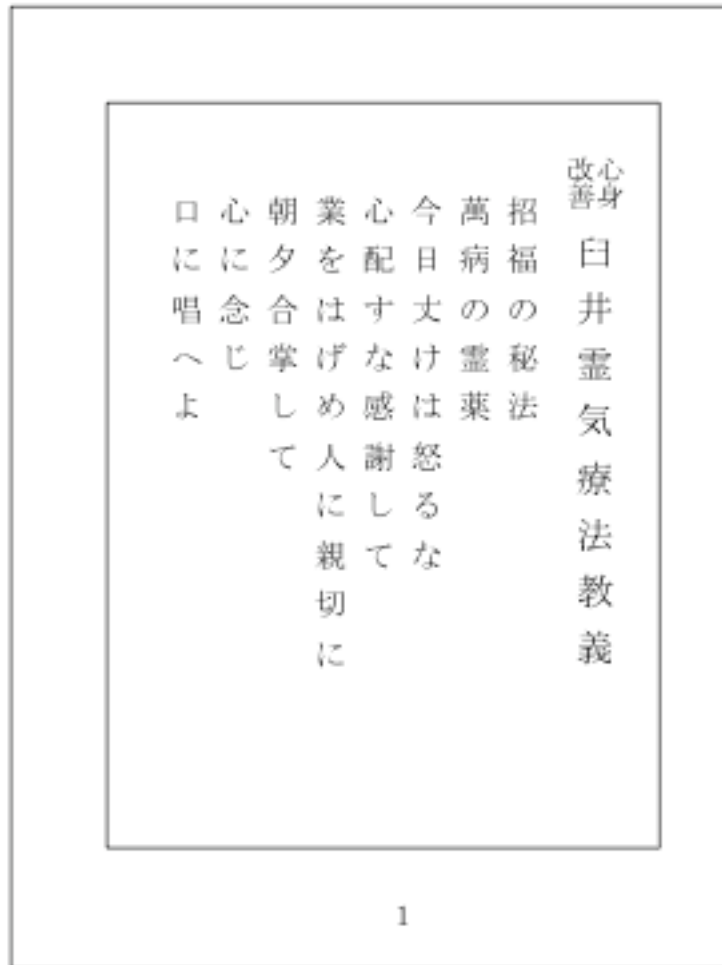 心身改善 臼井霊気療法教義
招福の秘法
萬病の霊薬
今日丈けは怒るな
心配すな感謝して
業をはげめ人に親切に
朝夕合掌して
心に念じ
口に唱へよ
1